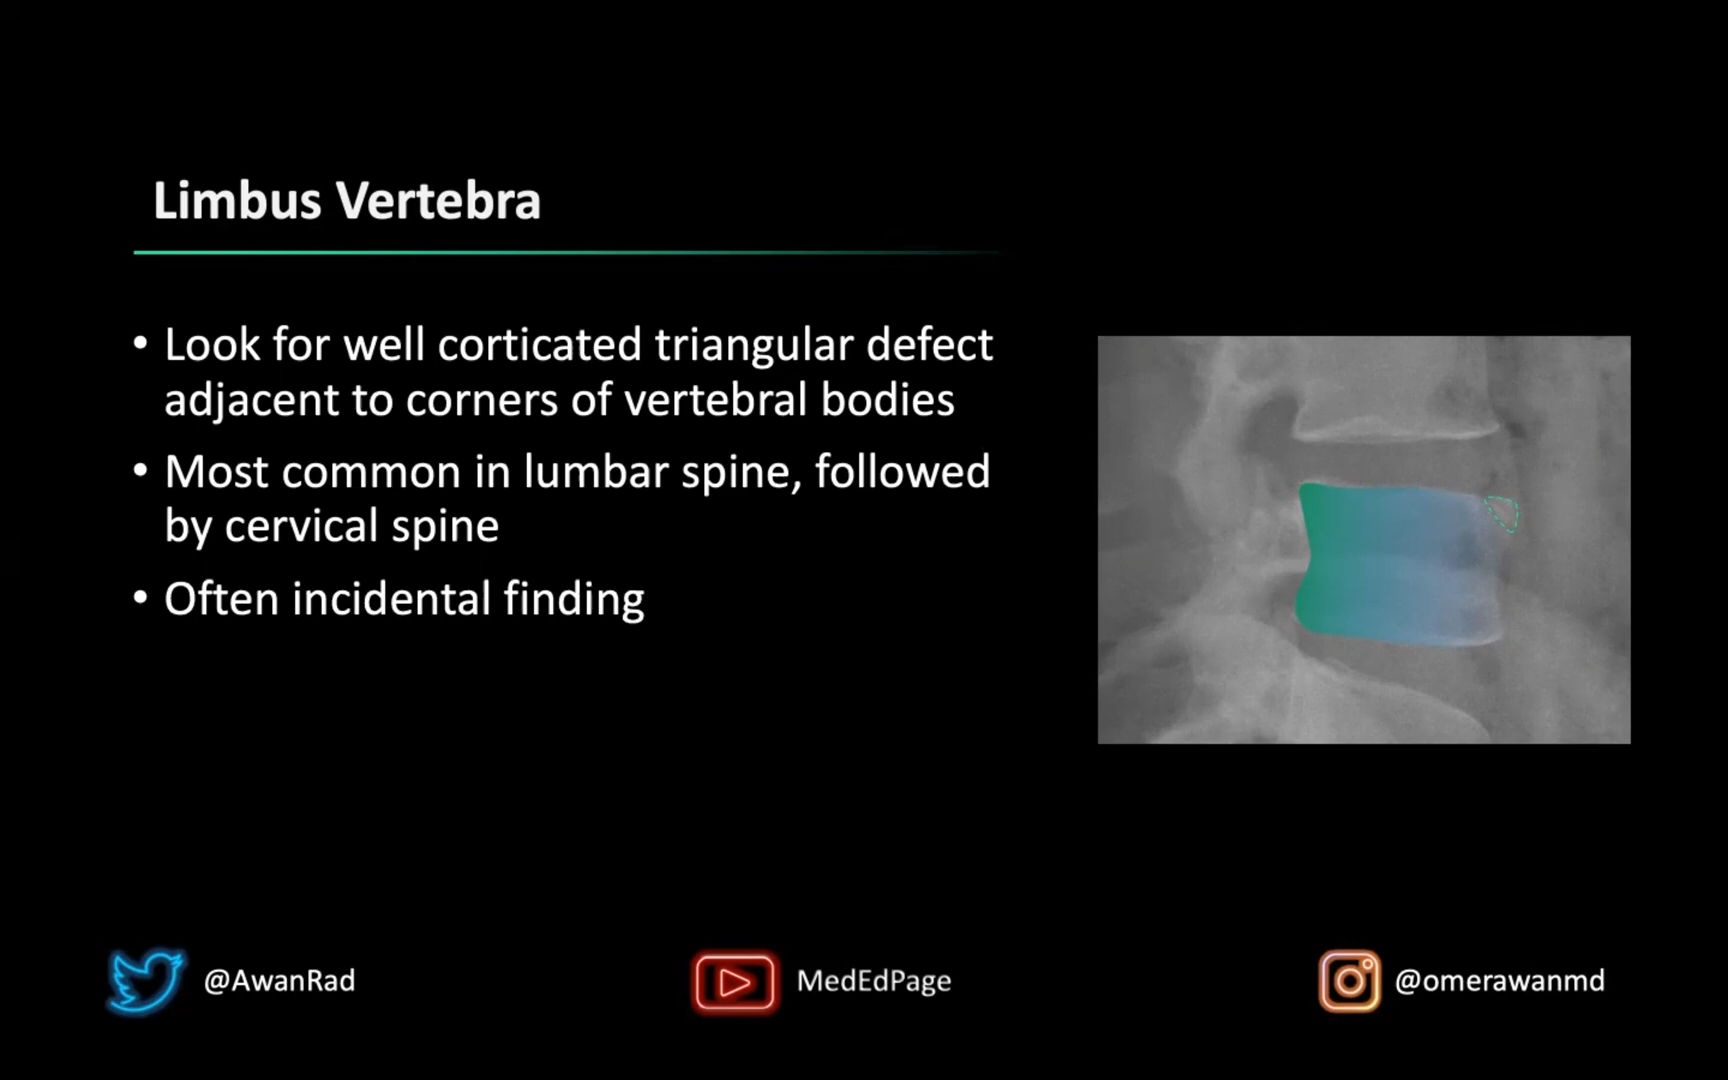 Limbus Vertebra
• Look for well corticated triangular defect
adjacent to corners of vertebral bodies
• Most common in lumbar spine, followed
by cervical spine
• Often incidental finding
@AwanRad
MedEdPage
@omerawanmd